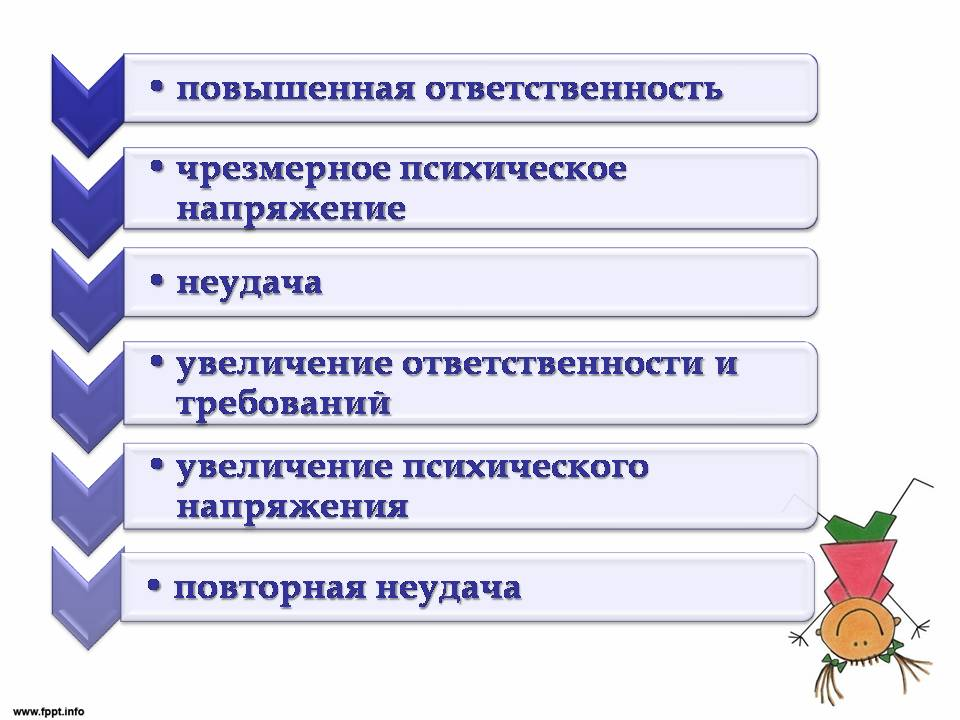 • повышенная ответственность
• чрезмерное психическое
напряжение
• неудача
• увеличение ответственности и
требований
• увеличение психического
напряжения
• повторная неудача
www.fppt.info